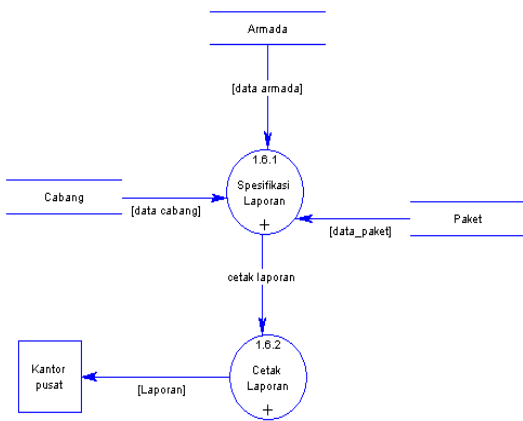 Armada
[data armada]
1.6.1
Spesifikasi
Laporan
+
Cabang
[data cabang]
Paket
[data_paket]
cetak laporan
1.6.2
Cetak
Laporan
+
Kantor
pusat
[Laporan]